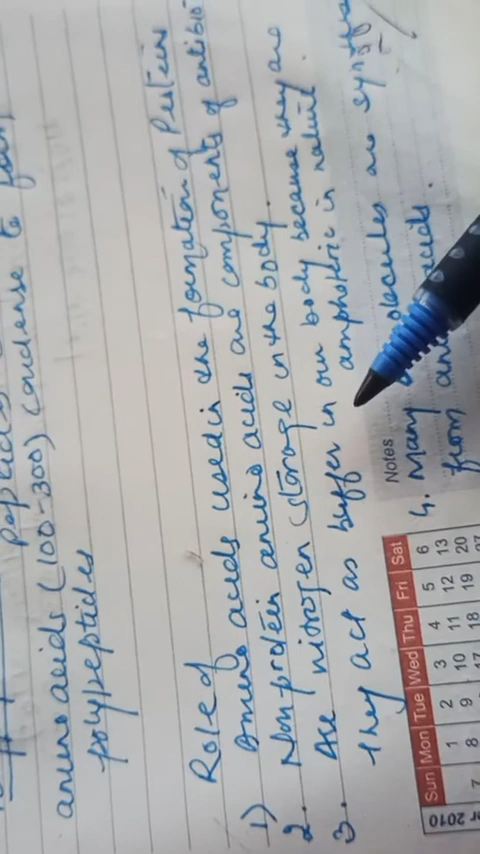 amino acids (100-300) condense to form
polypeptides
Role of
1) Amino acids used in the formation of Proteins
2. Non protein amino acids are components of antibio
3. Are nitrogen storage in the body.
They act as buffer in our body because they are
amphoteric in nature.
4. Many olecules are synthes
from acids.
Notes
Sun Mon Tue Wed Thu Fri Sat
1 2 3 4 5 6
7 8 9 10 11 12 13
17 18 19 20
2010